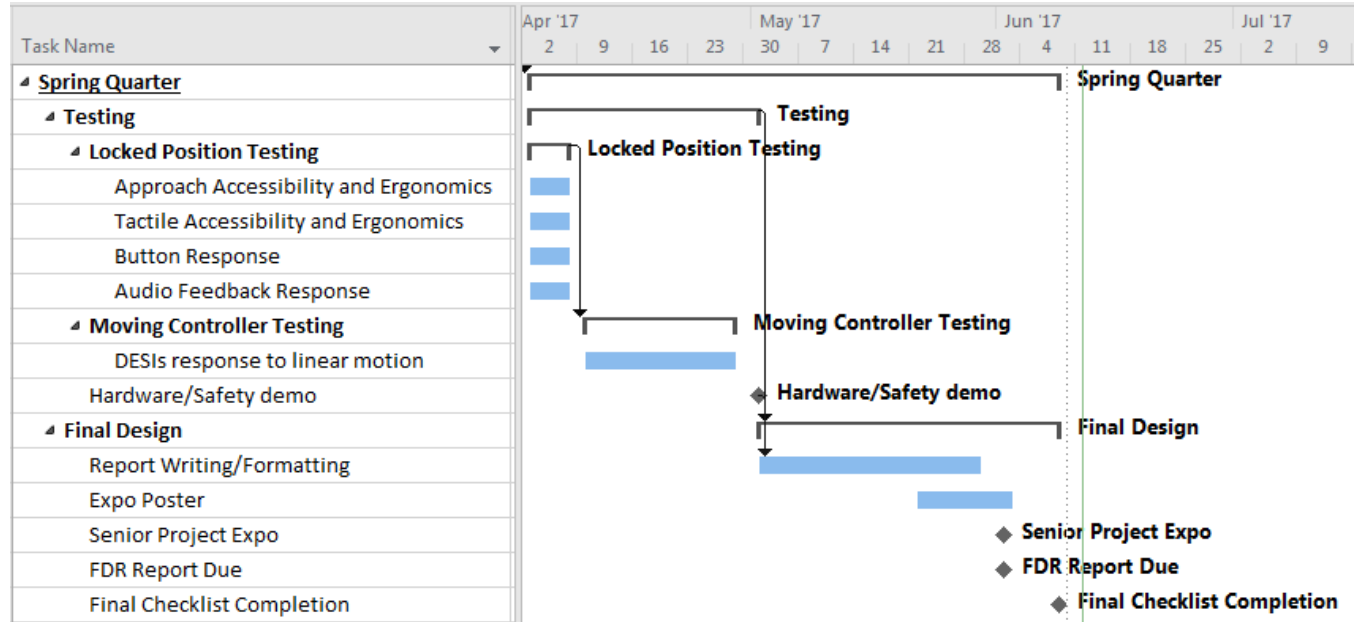 Apr '17 May '17 Jun '17 Jul '17
Task Name 2 9 16 23 30 7 14 21 28 4 11 18 25 2 9
Spring Quarter Spring Quarter
Testing Testing
Locked Position Testing Locked Position Testing
Approach Accessibility and Ergonomics
Tactile Accessibility and Ergonomics
Button Response
Audio Feedback Response
Moving Controller Testing Moving Controller Testing
DESIs response to linear motion
Hardware/Safety demo Hardware/Safety demo
Final Design Final Design
Report Writing/Formatting
Expo Poster
Senior Project Expo Senior Project Expo
FDR Report Due FDR Report Due
Final Checklist Completion Final Checklist Completion